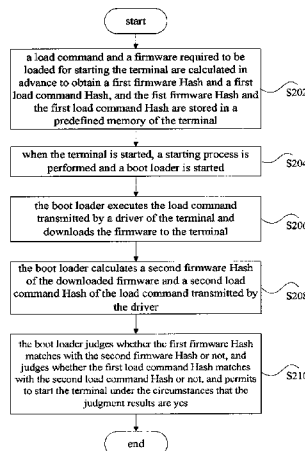 start
a load command and a firmware required to be
loaded for starting the terminal are calculated in
advance to obtain a first firmware Hash and a first
load command Hash, and the fist firmware Hash and
the first load command Hash are stored in a
predefined memory of the terminal
S202
when the terminal is started, a starting process is
performed and a boot loader is started
S204
the boot loader executes the load command
transmitted by a driver of the terminal and
downloads the firmware to the terminal
S206
the boot loader calculates a second firmware Hash
of the downloaded firmware and a second load
command Hash of the load command transmitted by
the driver
S208
the boot loader judges whether the first firmware Hash
matches with the second firmware Hash or not, and
judges whether the first load command Hash matches
with the second load command Hash or not, and permits
to start the terminal under the circumstances that the
judgment results are yes
S210
end